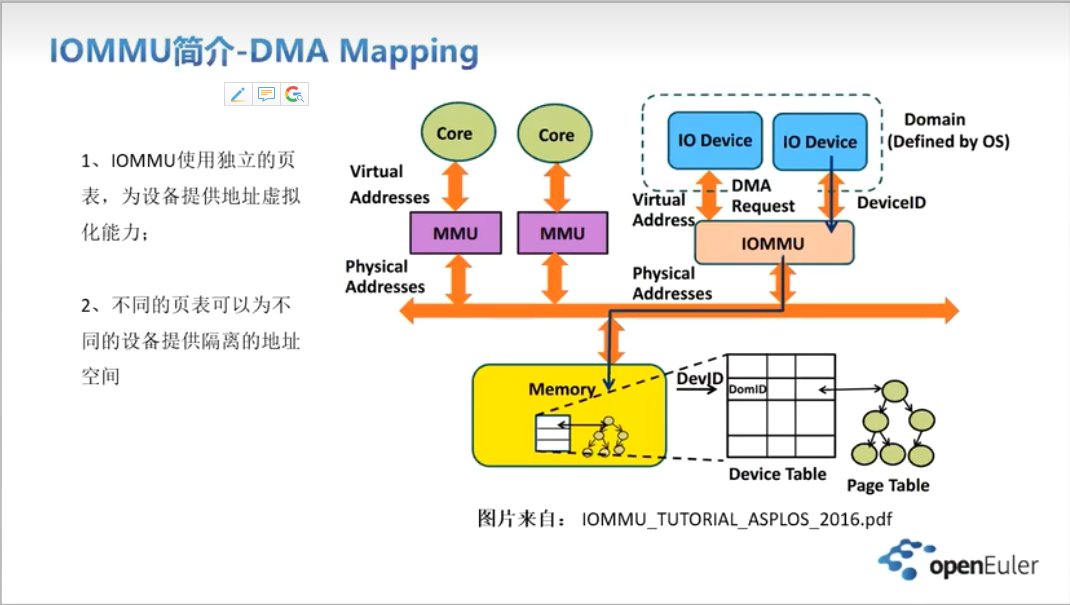 IOMMU简介-DMA Mapping
1、IOMMU使用独立的页
表，为设备提供地址虚拟
化能力；
2、不同的页表可以为不
同的设备提供隔离的地址
空间
Core
Core
IO Device
IO Device
Domain
(Defined by OS)
Virtual
Addresses
Virtual
Address
DMA
Request
DeviceID
MMU
MMU
IOMMU
Physical
Addresses
Physical
Addresses
Memory
DevID
DomID
Device Table
Page Table
图片来自： IOMMU_TUTORIAL_ASPLOS_2016.pdf
openEuler